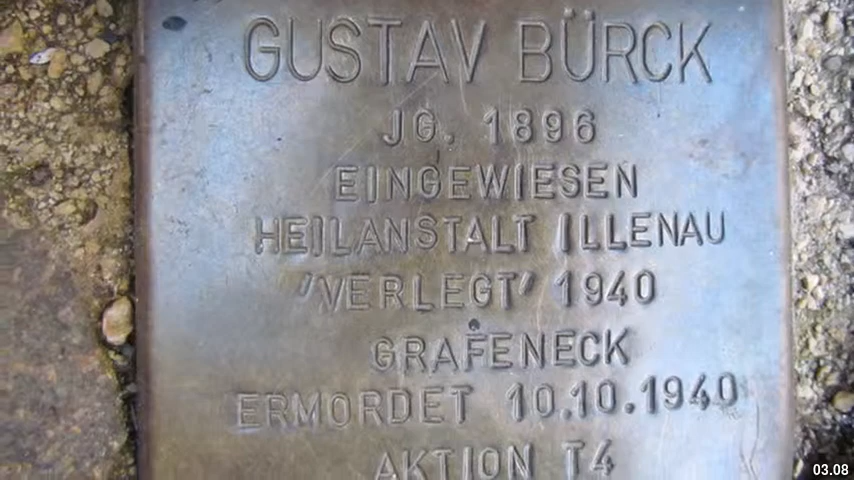 GUSTAV BÜRCK
JG. 1896
EINGEWIESEN
HEILANSTALT ILLENAU
'VERLEGT' 1940
GRAFENECK
ERMORDET 10.10.1940
AKTION T4
03.08